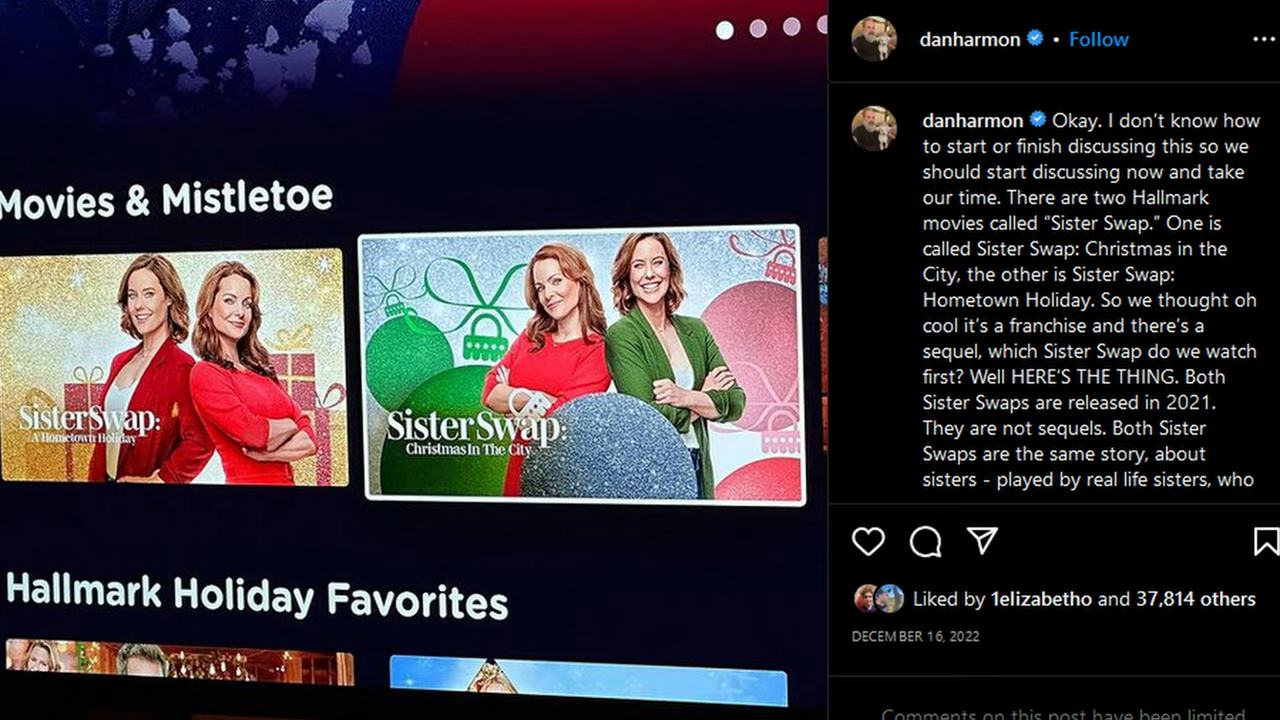 Movies & Mistletoe
SisterSwap:
A Hometown Holiday
SisterSwap:
Christmas In The City
Hallmark Holiday Favorites
danharmon • Follow
danharmon Okay. I don’t know how
to start or finish discussing this so we
should start discussing now and take
our time. There are two Hallmark
movies called “Sister Swap.” One is
called Sister Swap: Christmas in the
City, the other is Sister Swap:
Hometown Holiday. So we thought oh
cool it’s a franchise and there’s a
sequel, which Sister Swap do we watch
first? Well HERE’S THE THING. Both
Sister Swaps are released in 2021.
They are not sequels. Both Sister
Swaps are the same story, about
sisters - played by real life sisters, who
Liked by 1elizabetho and 37,814 others
DECEMBER 16, 2022
Comments on this post have been limited